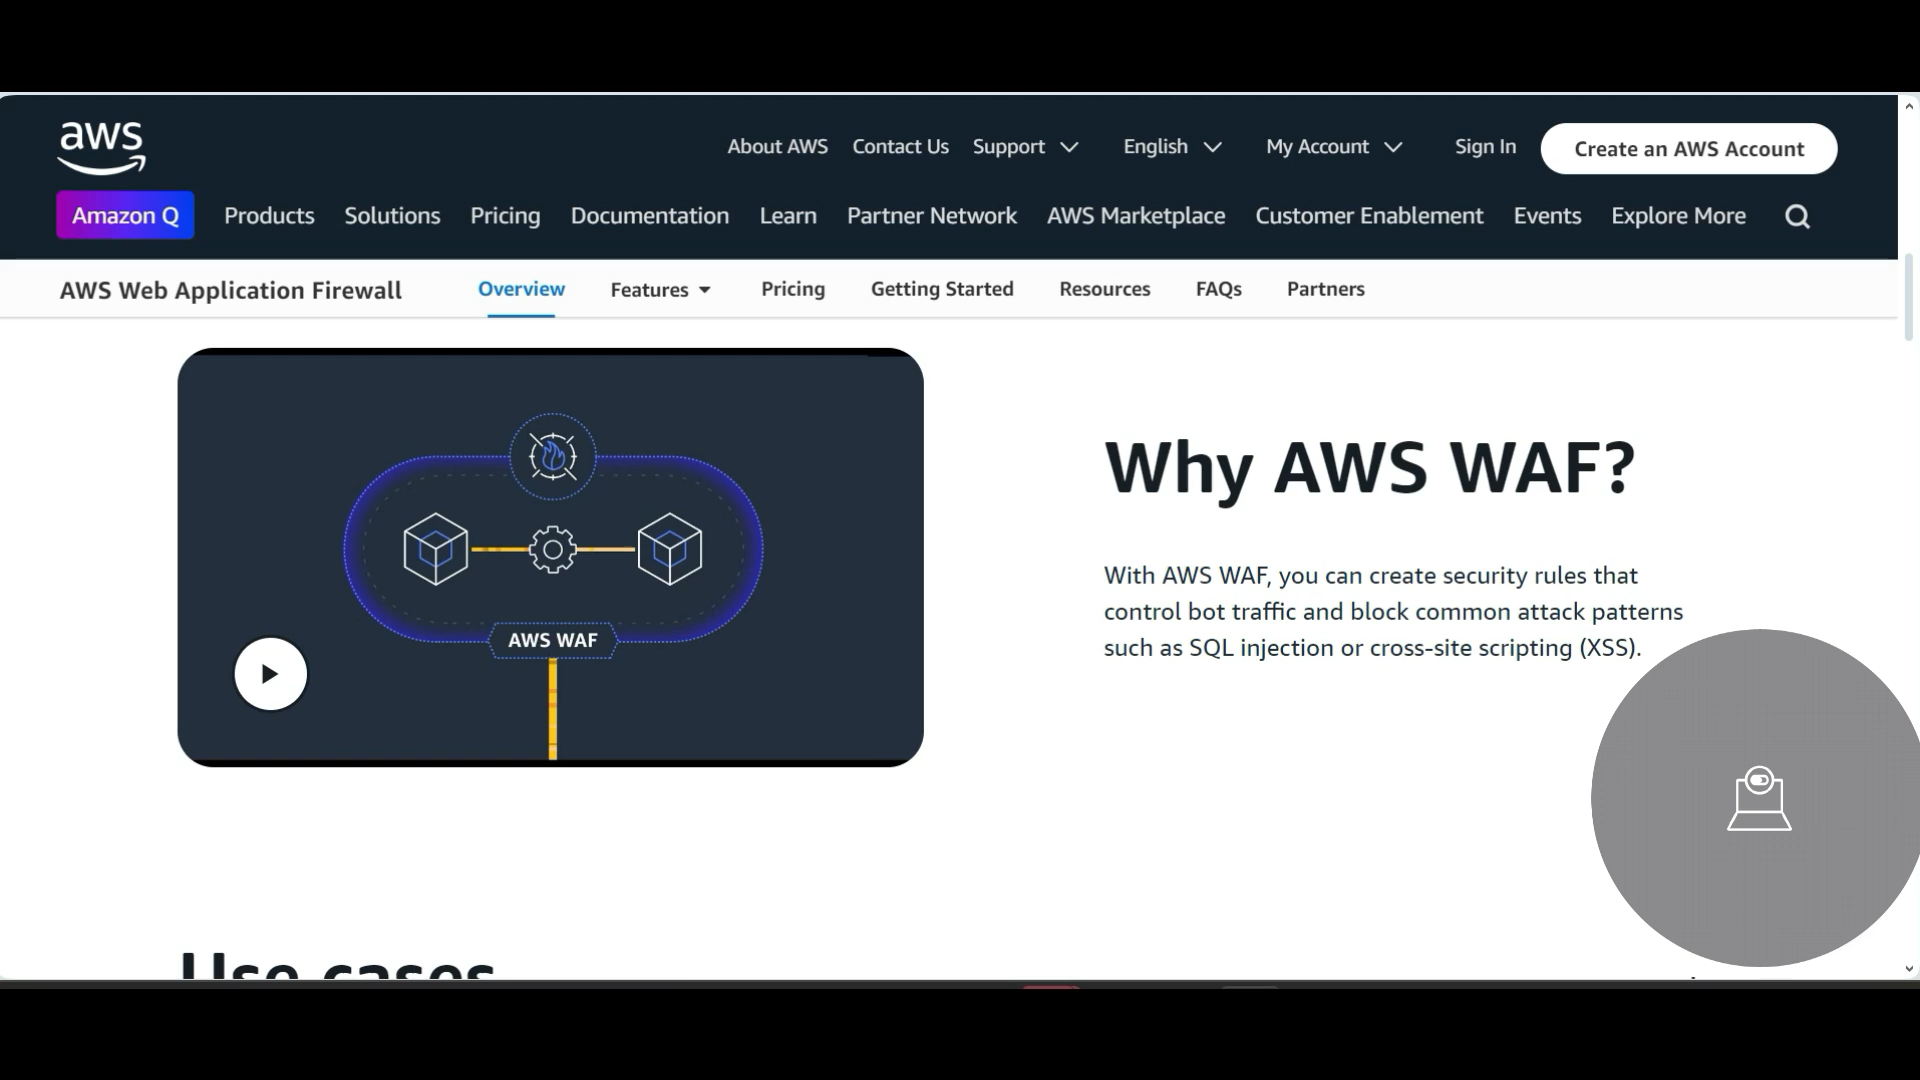 aws
About AWS Contact Us Support English My Account Sign In Create an AWS Account
Amazon Q Products Solutions Pricing Documentation Learn Partner Network AWS Marketplace Customer Enablement Events Explore More
AWS Web Application Firewall Overview Features Pricing Getting Started Resources FAQs Partners
AWS WAF
Why AWS WAF?
With AWS WAF, you can create security rules that
control bot traffic and block common attack patterns
such as SQL injection or cross-site scripting (XSS).
Use cases